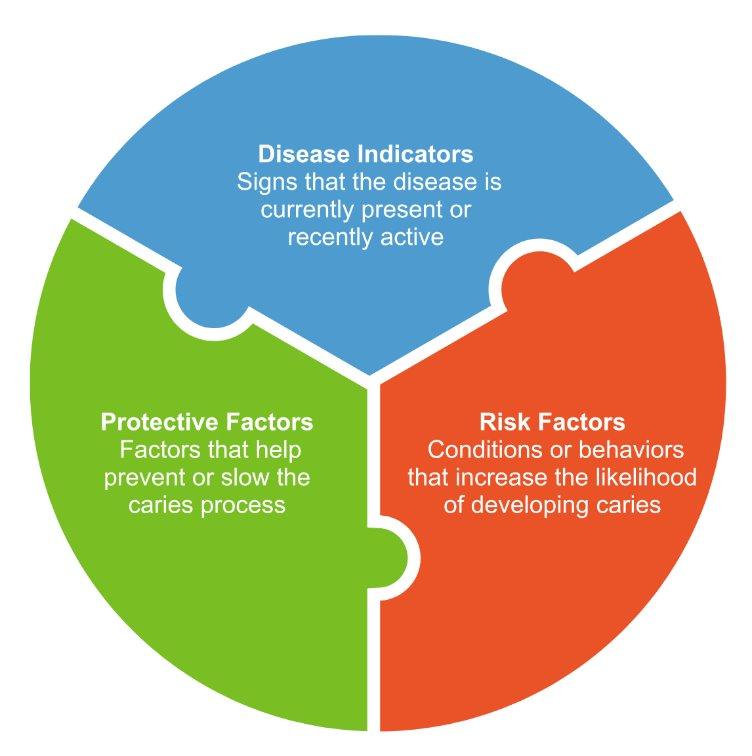 Disease Indicators
Signs that the disease is
currently present or
recently active
Protective Factors
Factors that help
prevent or slow the
caries process
Risk Factors
Conditions or behaviors
that increase the likelihood
of developing caries